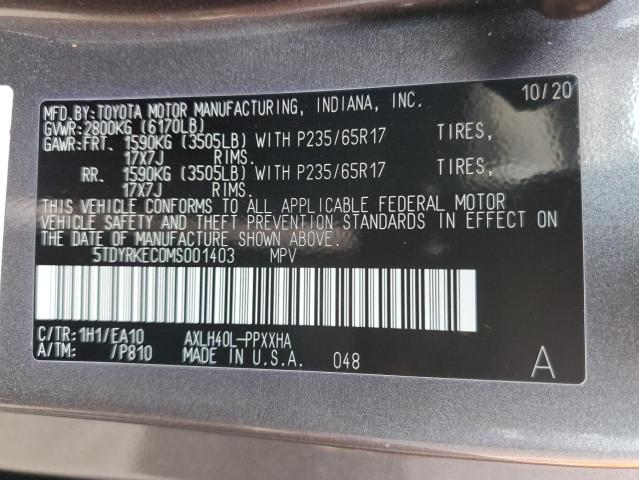 MFD.BY:TOYOTA MOTOR MANUFACTURING, INDIANA, INC. 10/20
GVWR:2800KG (6170LB)
GAWR:FRT. 1590KG (3505LB) WITH P235/65R17 TIRES,
17X7J RIMS.
RR. 1590KG (3505LB) WITH P235/65R17 TIRES,
17X7J RIMS.
THIS VEHICLE CONFORMS TO ALL APPLICABLE FEDERAL MOTOR
VEHICLE SAFETY AND THEFT PREVENTION STANDARDS IN EFFECT ON
THE DATE OF MANUFACTURE SHOWN ABOVE.
5TDYRKEC0MS001403 MPV
C/TR:1H1/EA10 AXLH40L-PPXXHA
A/TM: /P810 MADE IN U.S.A. 048 A